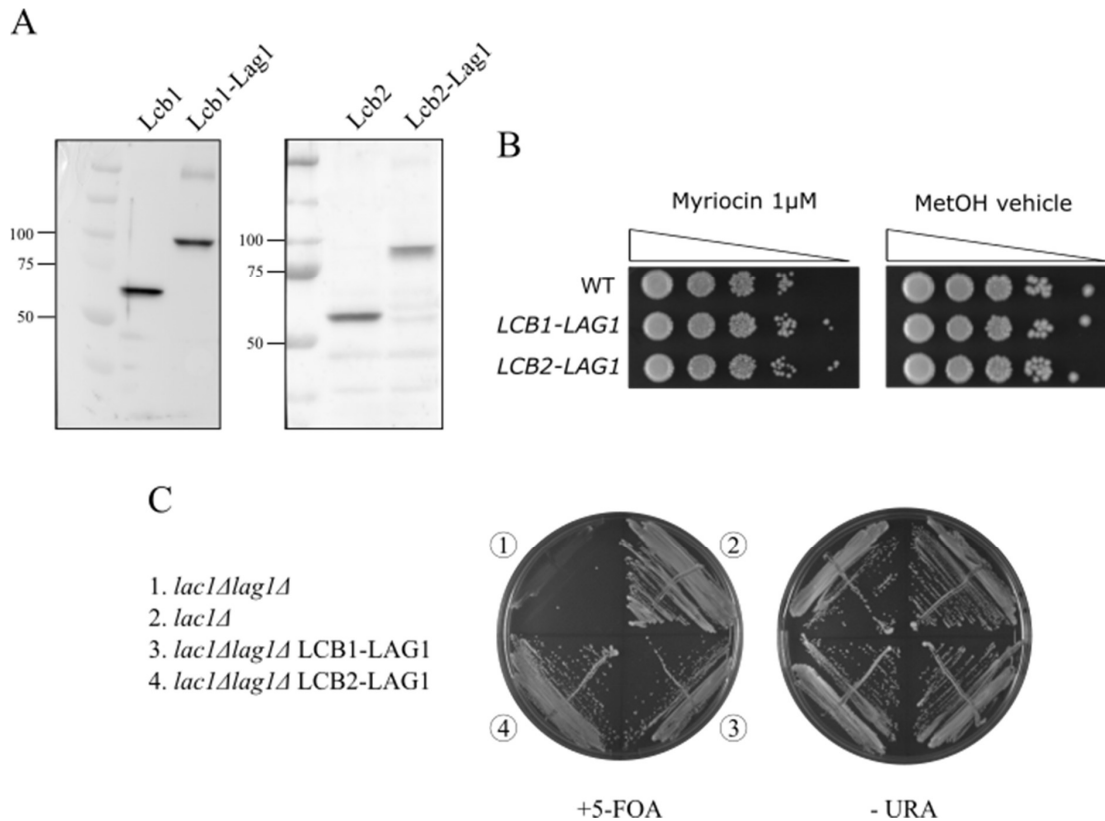 A
Lcb1
Lcb1-Lag1
Lcb2
Lcb2-Lag1
100
75
50
100
75
50
B
Myriocin 1µM
MetOH vehicle
WT
LCB1-LAG1
LCB2-LAG1
C
1. lac1Δlag1Δ
2. lac1Δ
3. lac1Δlag1Δ LCB1-LAG1
4. lac1Δlag1Δ LCB2-LAG1
1
2
4
3
+5-FOA
- URA